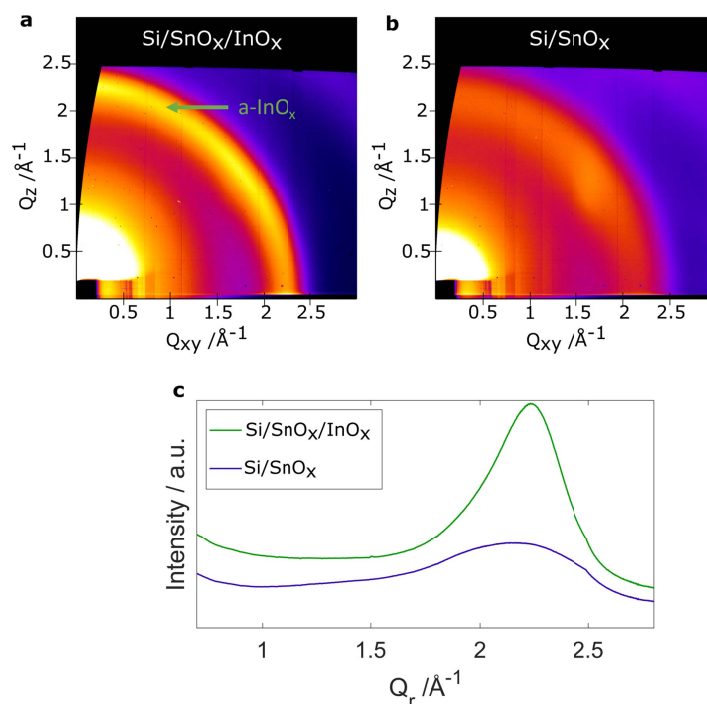 a
Si/SnOx/InOx
2.5
2
1.5
1
0.5
Qz /Å-1
a-InOx
0.5 1 1.5 2 2.5
Qxy /Å-1
b
Si/SnOx
2.5
2
1.5
1
0.5
Qz /Å-1
0.5 1 1.5 2 2.5
Qxy /Å-1
c
Si/SnOx/InOx
Si/SnOx
Intensity / a.u.
1 1.5 2 2.5
Qr /Å-1